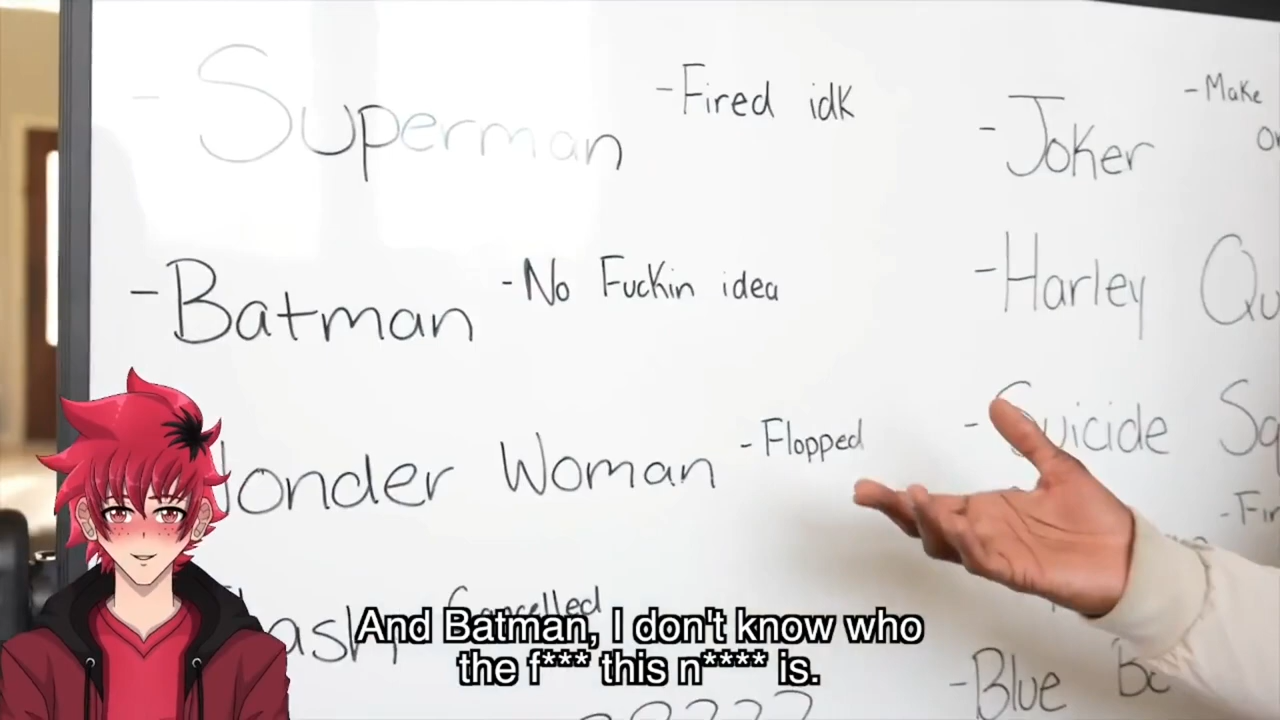 - Superman
- Fired idk
- Joker
- Make
- Batman
- No Fuckin idea
- Harley
Wonder Woman
- Flopped
- Suicide
Cancelled
And Batman, I don't know who
the f*** this n**** is.
- Blue